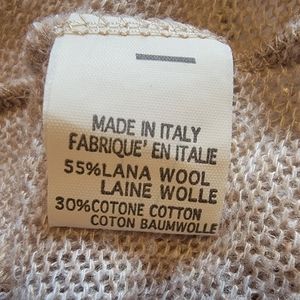 MADE IN ITALY
FABRIQUE' EN ITALIE
55%LANA WOOL
LAINE WOLLE
30%COTONE COTTON
COTON BAUMWOLLE